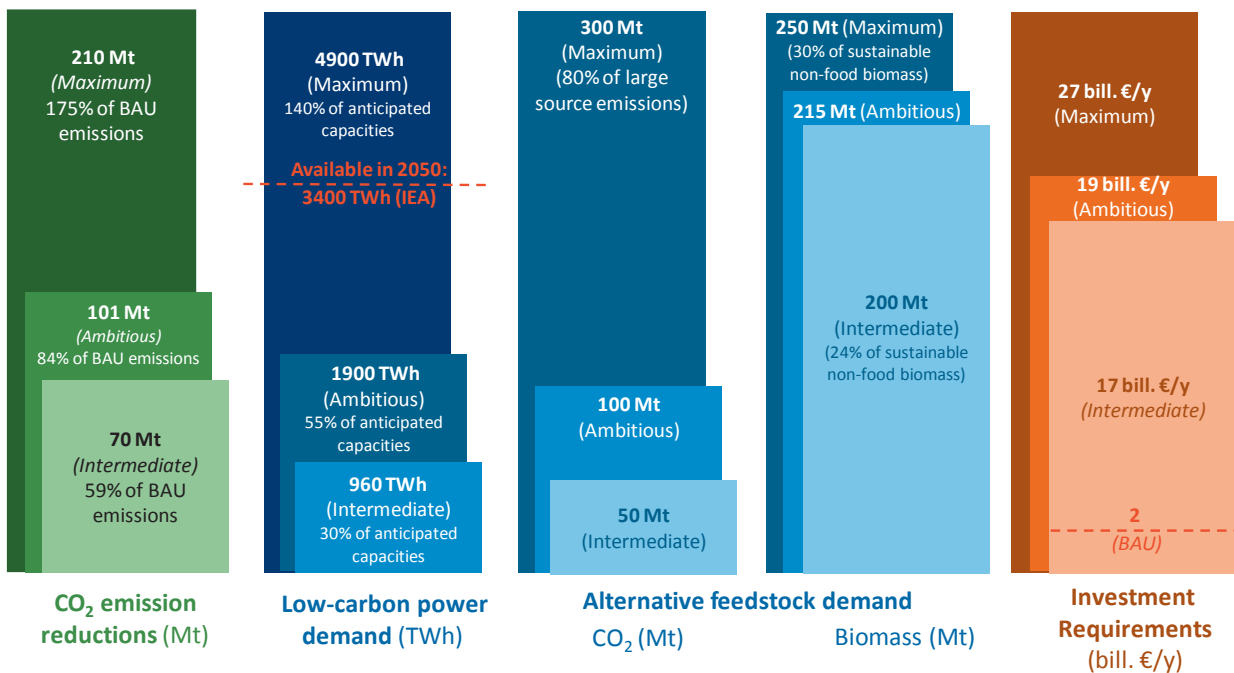 210 Mt
(Maximum)
175% of BAU
emissions
101 Mt
(Ambitious)
84% of BAU emissions
70 Mt
(Intermediate)
59% of BAU
emissions
CO₂ emission
reductions (Mt)
4900 TWh
(Maximum)
140% of anticipated
capacities
Available in 2050:
3400 TWh (IEA)
1900 TWh
(Ambitious)
55% of anticipated
capacities
960 TWh
(Intermediate)
30% of anticipated
capacities
Low-carbon power
demand (TWh)
300 Mt
(Maximum)
(80% of large
source emissions)
100 Mt
(Ambitious)
50 Mt
(Intermediate)
250 Mt (Maximum)
(30% of sustainable
non-food biomass)
215 Mt (Ambitious)
200 Mt
(Intermediate)
(24% of sustainable
non-food biomass)
Alternative feedstock demand
CO₂ (Mt)
Biomass (Mt)
27 bill. €/y
(Maximum)
19 bill. €/y
(Ambitious)
17 bill. €/y
(Intermediate)
2
(BAU)
Investment
Requirements
(bill. €/y)